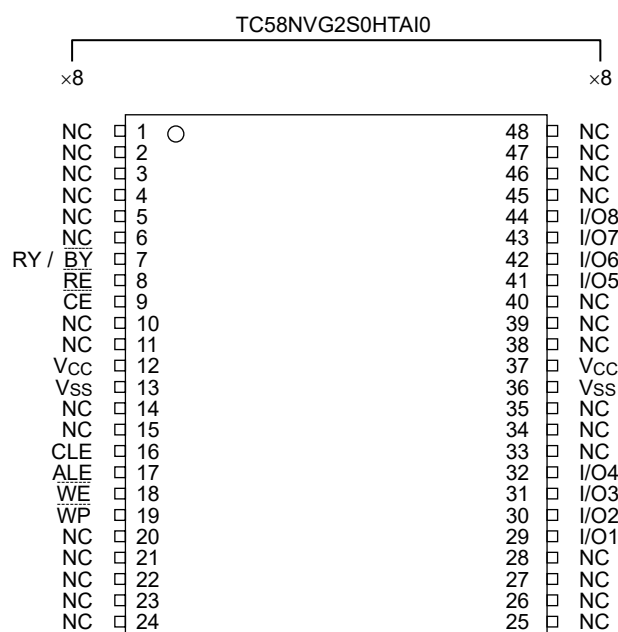 TC58NVG2S0HTAI0
×8 ×8
NC 1 48 NC
NC 2 47 NC
NC 3 46 NC
NC 4 45 NC
NC 5 44 I/O8
NC 6 43 I/O7
RY / BY 7 42 I/O6
RE 8 41 I/O5
CE 9 40 NC
NC 10 39 NC
NC 11 38 NC
VCC 12 37 VCC
VSS 13 36 VSS
NC 14 35 NC
NC 15 34 NC
CLE 16 33 NC
ALE 17 32 I/O4
WE 18 31 I/O3
WP 19 30 I/O2
NC 20 29 I/O1
NC 21 28 NC
NC 22 27 NC
NC 23 26 NC
NC 24 25 NC